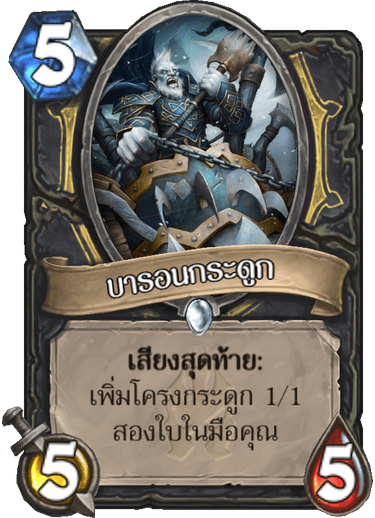 5
บารอนกระดูก
เสียงสุดท้าย:
เพิ่มโครงกระดูก 1/1
สองใบในมือคุณ
5
5